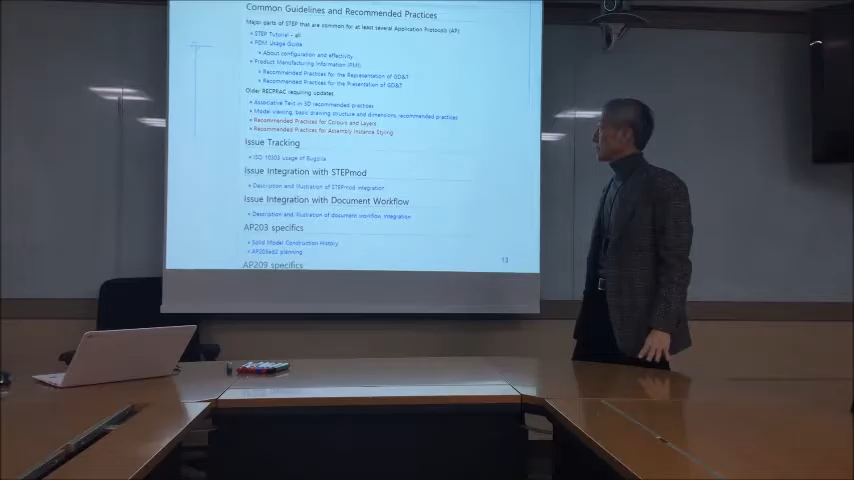 Common Guidelines and Recommended Practices
Major parts of STEP that are common for at least several Application Protocols (AP)
STEP Tutorial - all
PDM Usage Guide
About configuration and effectivity
Product Manufacturing Information (PMI)
Recommended Practices for the Representation of GD&T
Recommended Practices for the Presentation of GD&T
Older RECPRAC requiring updates
Associative Text in 3D recommended practices
Model viewing, basic drawing structure and dimensions recommended practices
Recommended Practices for Colours and Layers
Recommended Practices for Assembly Instance Styling
Issue Tracking
ISO 10303 usage of Bugzilla
Issue Integration with STEPmod
Description and illustration of STEPmod integration
Issue Integration with Document Workflow
Description and illustration of document workflow integration
AP203 specifics
Solid Model Construction History
AP203ed2 planning
AP209 specifics
13